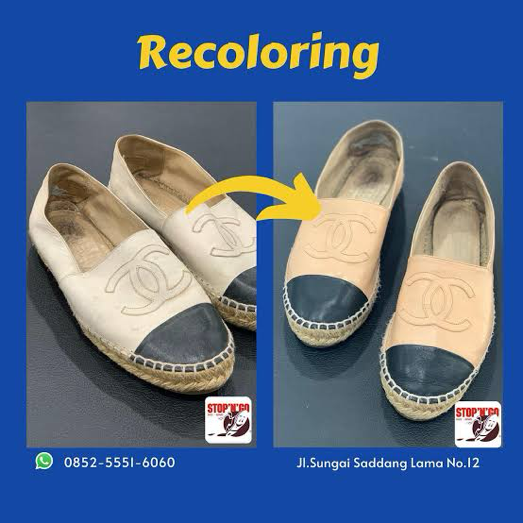 Recoloring
STOP'N'GO
STOP'N'GO
0852-5551-6060
Jl.Sungai Saddang Lama No.12